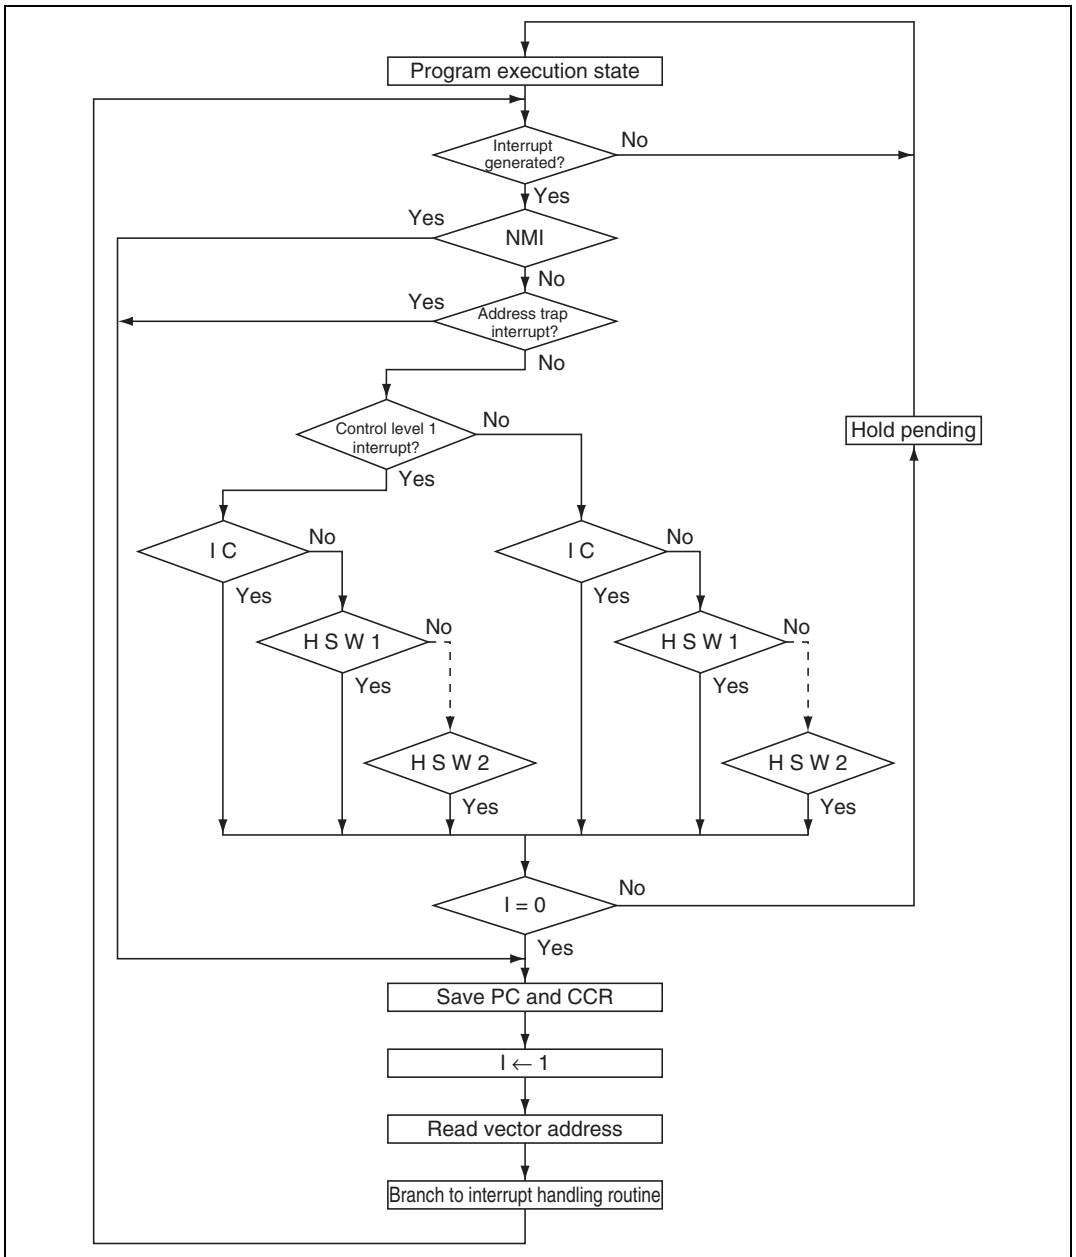 Program execution state
Interrupt
generated?
No
Yes
Yes
NMI
No
Yes
Address trap
interrupt?
No
Control level 1
interrupt?
No
Hold pending
Yes
I C
No
I C
No
Yes
Yes
H S W 1
No
H S W 1
No
Yes
Yes
H S W 2
H S W 2
Yes
Yes
I = 0
No
Yes
Save PC and CCR
I ← 1
Read vector address
Branch to interrupt handling routine